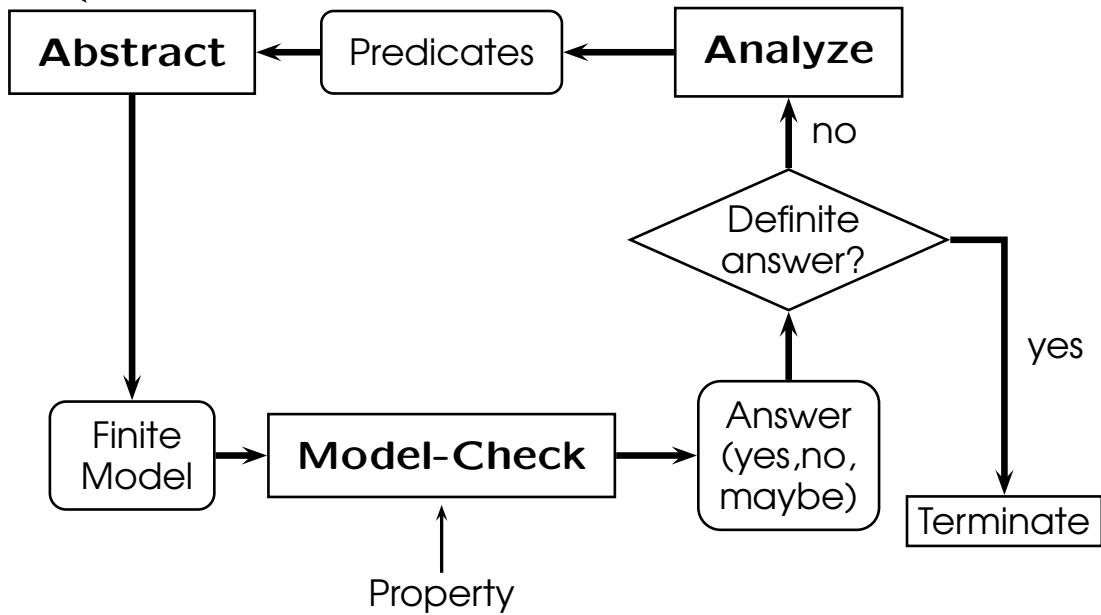 Abstract
Predicates
Analyze
no
Definite
answer?
yes
Finite
Model
Model-Check
Answer
(yes,no,
maybe)
Terminate
Property